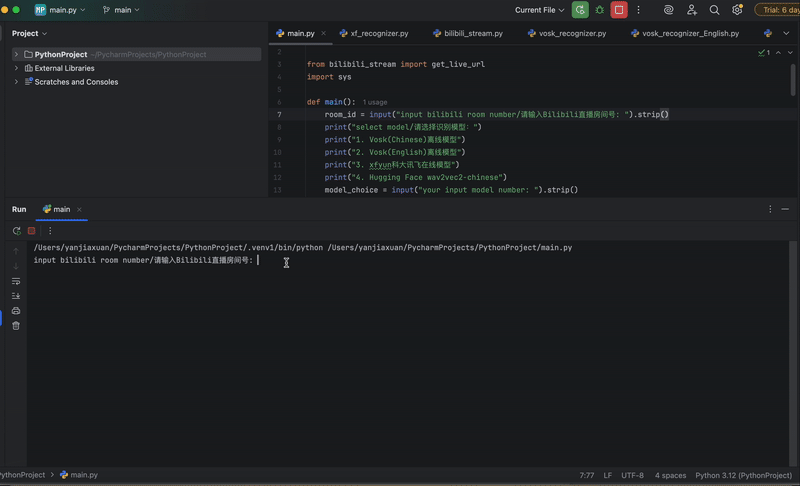 MP main.py main Current File Trial: 6 day
Project main.py xf_recognizer.py bilibili_stream.py vosk_recognizer.py vosk_recognizer_English.py
PythonProject ~/PycharmProjects/PythonProject
External Libraries
Scratches and Consoles
2
3 from bilibili_stream import get_live_url
4 import sys
5
6 def main(): 1 usage
7 room_id = input("input bilibili room number/请输入Bilibili直播房间号: ").strip()
8 print("select model/请选择识别模型: ")
9 print("1. Vosk(Chinese)离线模型")
10 print("2. Vosk(English)离线模型")
11 print("3. xfyun科大讯飞在线模型")
12 print("4. Hugging Face wav2vec2-chinese")
13 model_choice = input("your input model number: ").strip()
1
Run main
/Users/yanjiaxuan/PycharmProjects/PythonProject/.venv1/bin/python /Users/yanjiaxuan/PycharmProjects/PythonProject/main.py
input bilibili room number/请输入Bilibili直播房间号:
ythonProject main.py 7:77 LF UTF-8 4 spaces Python 3.12 (PythonProject)